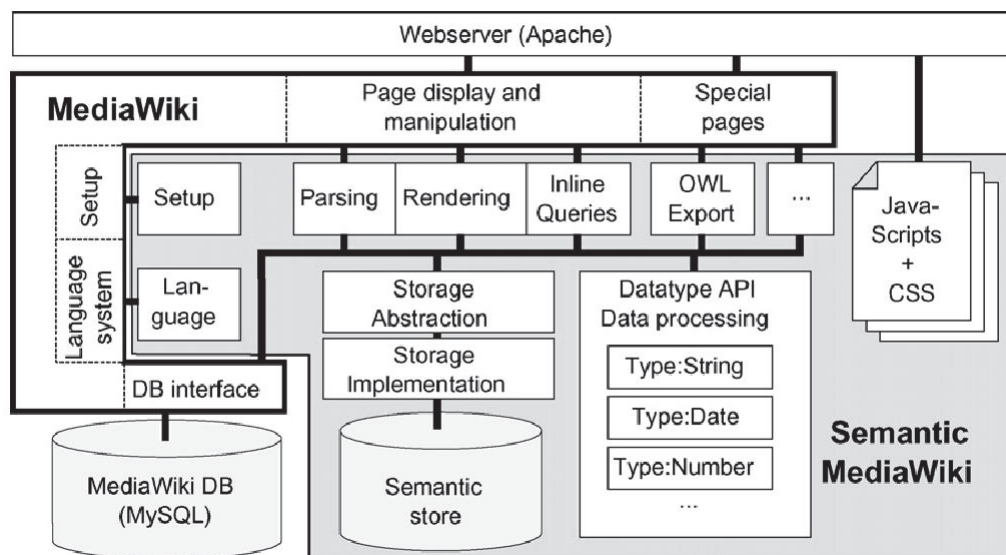 Webserver (Apache)
MediaWiki
Page display and
manipulation
Special
pages
Setup
Language
system
Setup
Lan-
guage
Parsing
Rendering
Inline
Queries
OWL
Export
...
Java-
Scripts
+
CSS
Storage
Abstraction
Storage
Implementation
Datatype API
Data processing
Type:String
Type:Date
Type:Number
...
DB interface
MediaWiki DB
(MySQL)
Semantic
store
Semantic
MediaWiki